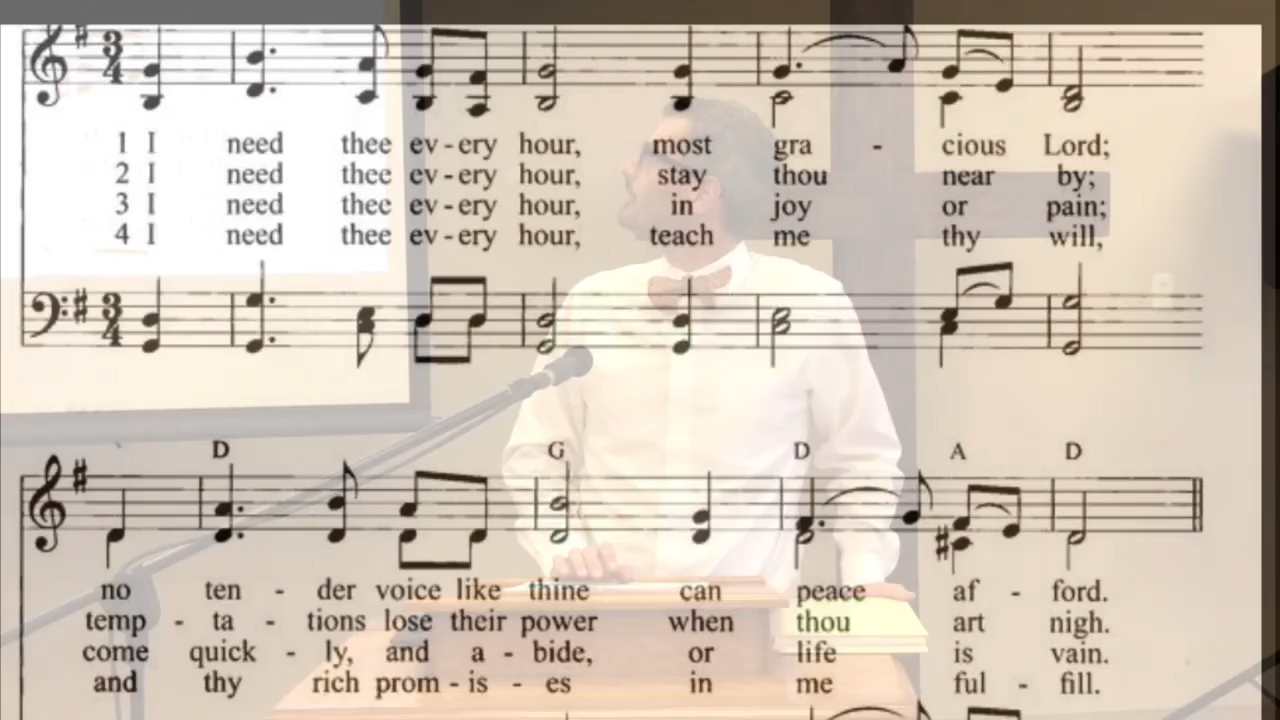 1 I need thee ev - ery hour, most gra - cious Lord;
2 I need thee ev - ery hour, stay thou near by;
3 I need thee ev - ery hour, in joy or pain;
4 I need thee ev - ery hour, teach me thy will,
D G D A D
no ten - der voice like thine can peace af - ford.
temp - ta - tions lose their power when thou art nigh.
come quick - ly, and a - bide, or life is vain.
and thy rich prom - is - es in me ful - fill.